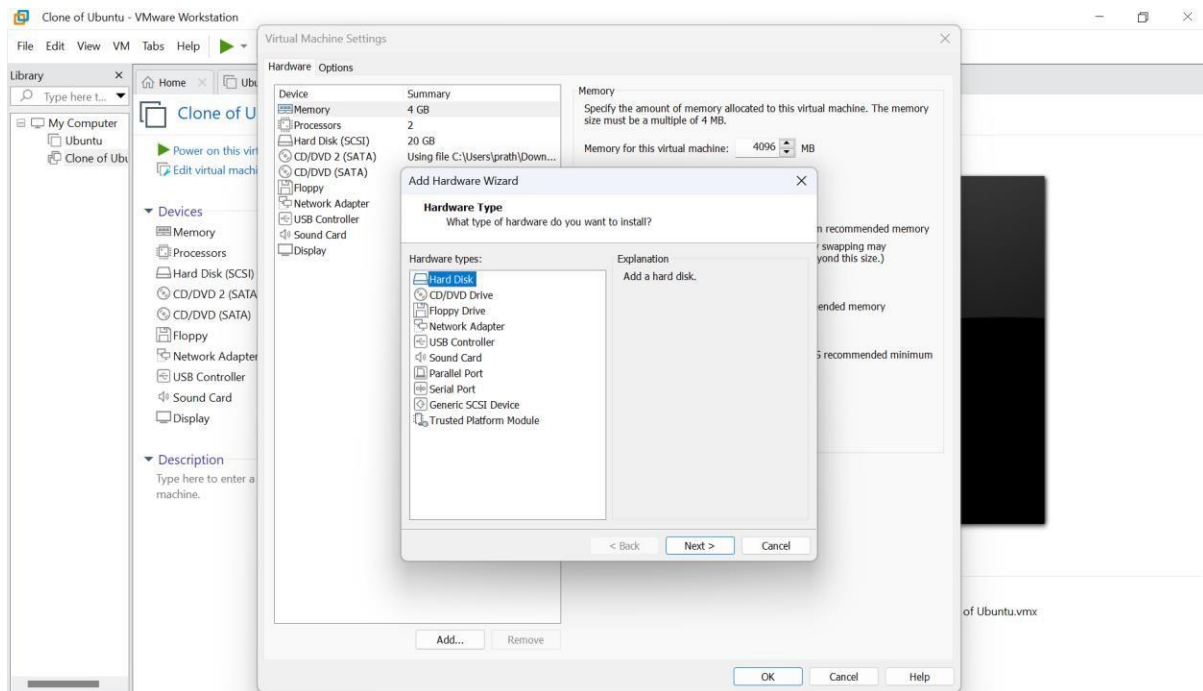 Clone of Ubuntu - VMware Workstation
File Edit View VM Tabs Help
Library
Type here t...
My Computer
Ubuntu
Clone of Ubu
Home
Ubu
Clone of U
Power on this virt
Edit virtual machi
Devices
Memory
Processors
Hard Disk (SCSI)
CD/DVD 2 (SATA
CD/DVD (SATA)
Floppy
Network Adapter
USB Controller
Sound Card
Display
Description
Type here to enter a
machine.
Virtual Machine Settings
Hardware Options
Device Summary
Memory 4 GB
Processors 2
Hard Disk (SCSI) 20 GB
CD/DVD 2 (SATA) Using file C:\Users\prath\Down...
CD/DVD (SATA)
Floppy
Network Adapter
USB Controller
Sound Card
Display
Memory
Specify the amount of memory allocated to this virtual machine. The memory
size must be a multiple of 4 MB.
Memory for this virtual machine: 4096 MB
recommended memory
swapping may
yond this size.)
ended memory
recommended minimum
Add Hardware Wizard
Hardware Type
What type of hardware do you want to install?
Hardware types:
Hard Disk
CD/DVD Drive
Floppy Drive
Network Adapter
USB Controller
Sound Card
Parallel Port
Serial Port
Generic SCSI Device
Trusted Platform Module
Explanation
Add a hard disk.
< Back Next > Cancel
Add... Remove
OK Cancel Help
of Ubuntu.vmx